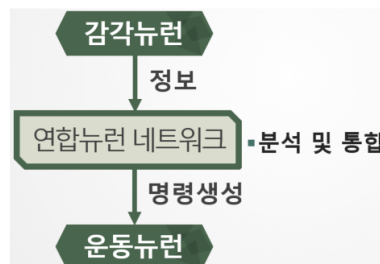 감각뉴런
정보
연합뉴런 네트워크
▪분석 및 통합
명령생성
운동뉴런